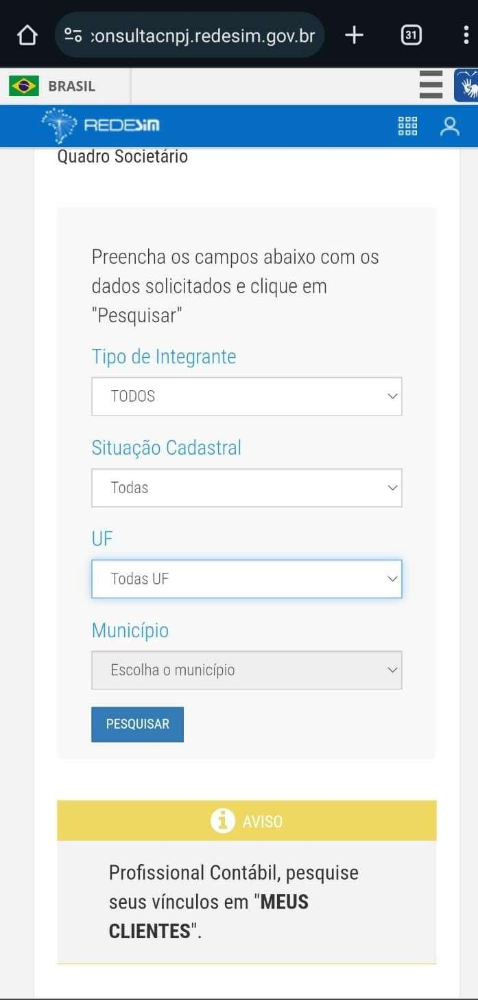 consultacnpj.redesim.gov.br
31
BRASIL
REDESIM
Quadro Societário
Preencha os campos abaixo com os
dados solicitados e clique em
"Pesquisar"
Tipo de Integrante
TODOS
Situação Cadastral
Todas
UF
Todas UF
Município
Escolha o município
PESQUISAR
AVISO
Profissional Contábil, pesquise
seus vínculos em "MEUS
CLIENTES".